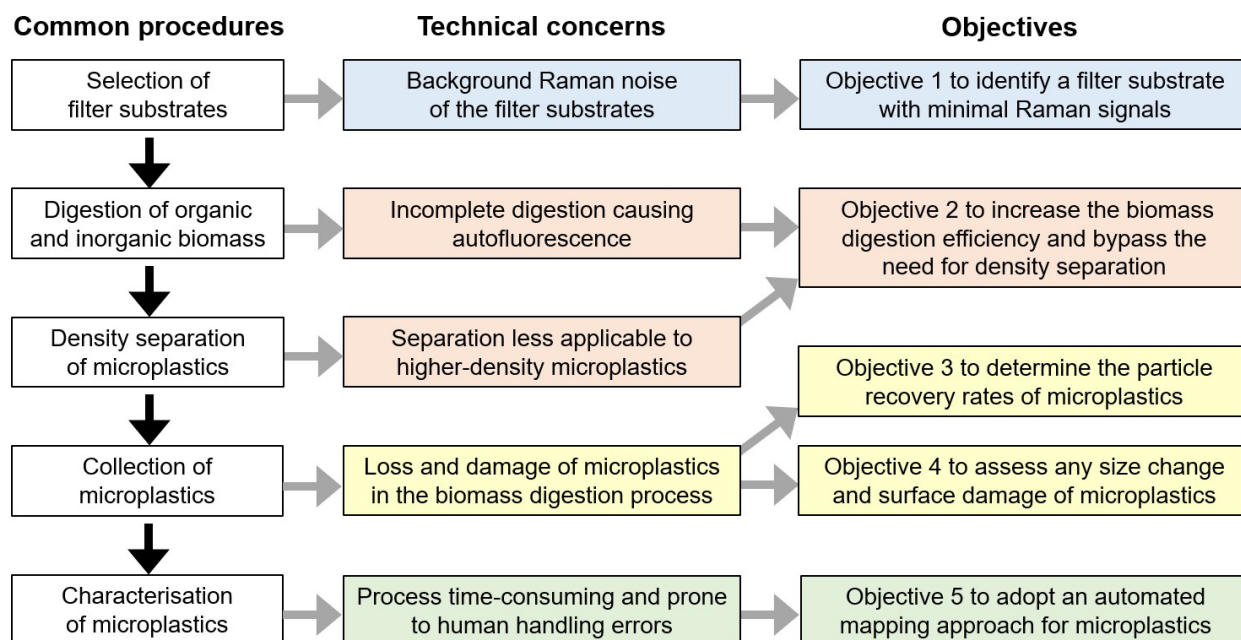 Common procedures
Technical concerns
Objectives
Selection of
filter substrates
Background Raman noise
of the filter substrates
Objective 1 to identify a filter substrate
with minimal Raman signals
Digestion of organic
and inorganic biomass
Incomplete digestion causing
autofluorescence
Objective 2 to increase the biomass
digestion efficiency and bypass the
need for density separation
Density separation
of microplastics
Separation less applicable to
higher-density microplastics
Objective 3 to determine the particle
recovery rates of microplastics
Collection of
microplastics
Loss and damage of microplastics
in the biomass digestion process
Objective 4 to assess any size change
and surface damage of microplastics
Characterisation
of microplastics
Process time-consuming and prone
to human handling errors
Objective 5 to adopt an automated
mapping approach for microplastics